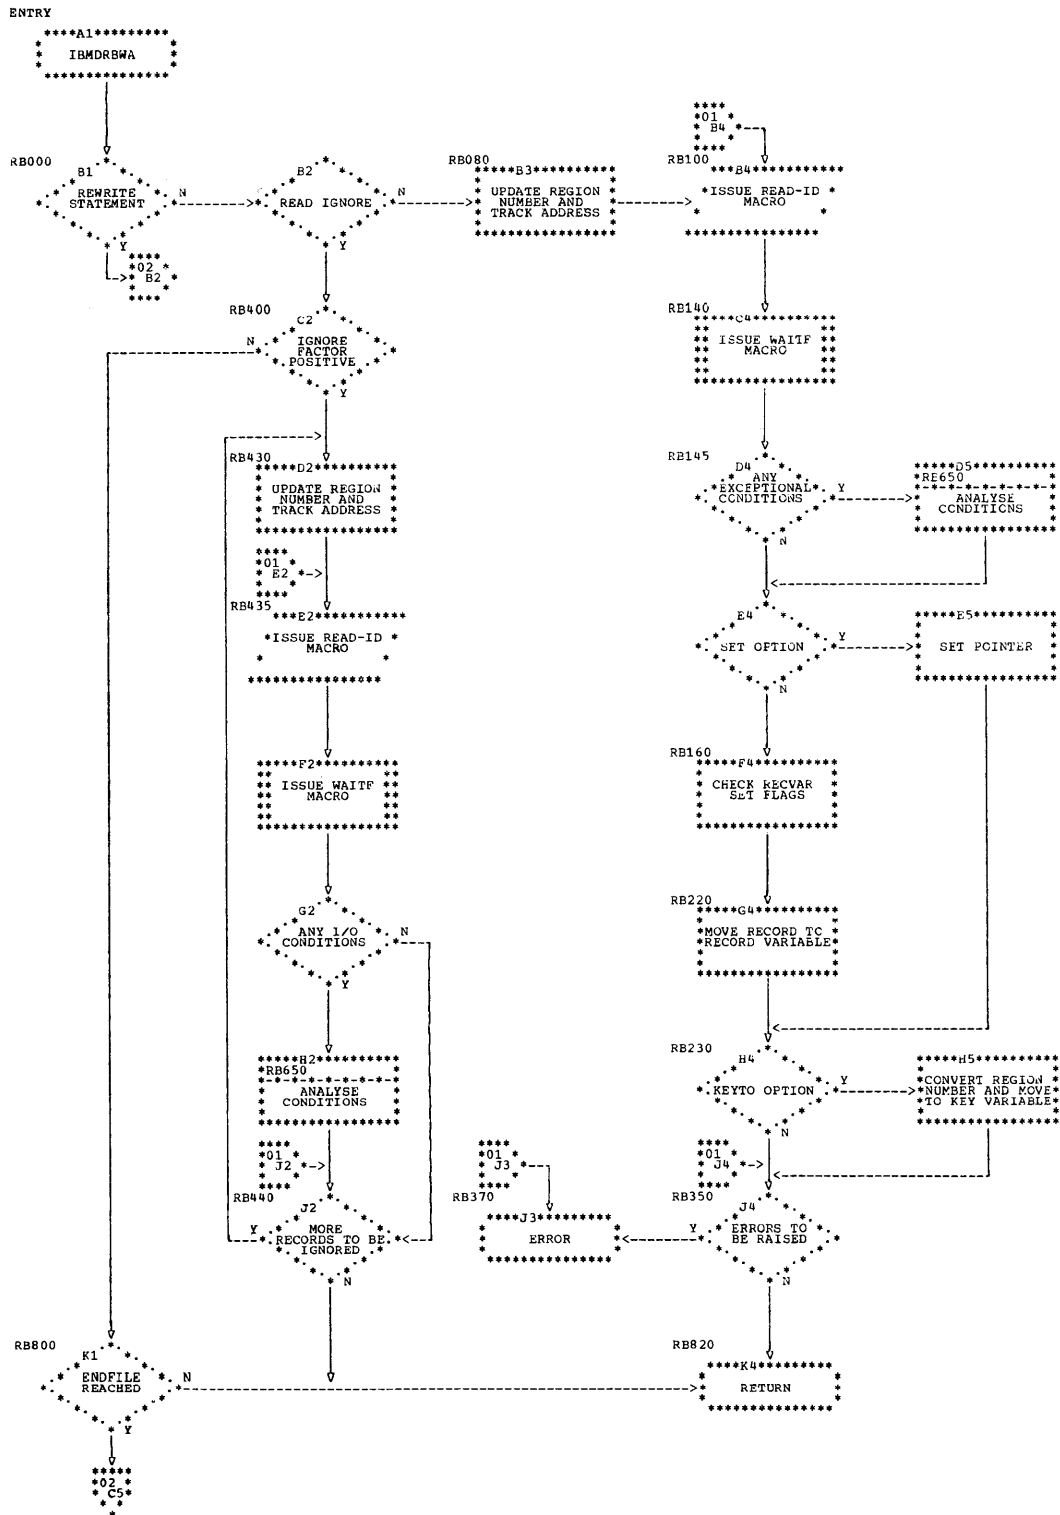 ENTRY
A1
IBMDRBWA
01
B4
RB000
B1
REWRITE
STATEMENT
N
Y
B2
READ IGNORE
N
Y
RB080
B3
UPDATE REGION
NUMBER AND
TRACK ADDRESS
RB100
B4
ISSUE READ-ID
MACRO
02
B2
RB400
C2
IGNORE
FACTOR
POSITIVE
N
Y
RB140
C4
ISSUE WAITF
MACRO
RB430
D2
UPDATE REGION
NUMBER AND
TRACK ADDRESS
RB145
D4
ANY
EXCEPTIONAL
CONDITIONS
Y
N
D5
RE650
ANALYSE
CONDITIONS
01
E2
RB435
E2
ISSUE READ-ID
MACRO
E4
SET OPTION
Y
N
E5
SET POINTER
F2
ISSUE WAITF
MACRO
RB160
F4
CHECK RECVAR
SET FLAGS
G2
ANY I/O
CONDITIONS
N
Y
RB220
G4
MOVE RECORD TO
RECORD VARIABLE
H2
RB650
ANALYSE
CONDITIONS
RB230
H4
KEYTO OPTION
Y
N
H5
CONVERT REGION
NUMBER AND MOVE
TO KEY VARIABLE
01
J2
01
J3
01
J4
RB440
J2
MORE
RECORDS TO BE
IGNORED
Y
N
RB370
J3
ERROR
RB350
J4
ERRORS TO
BE RAISED
Y
N
RB800
K1
ENDFILE
REACHED
N
Y
RB820
K4
RETURN
02
C5